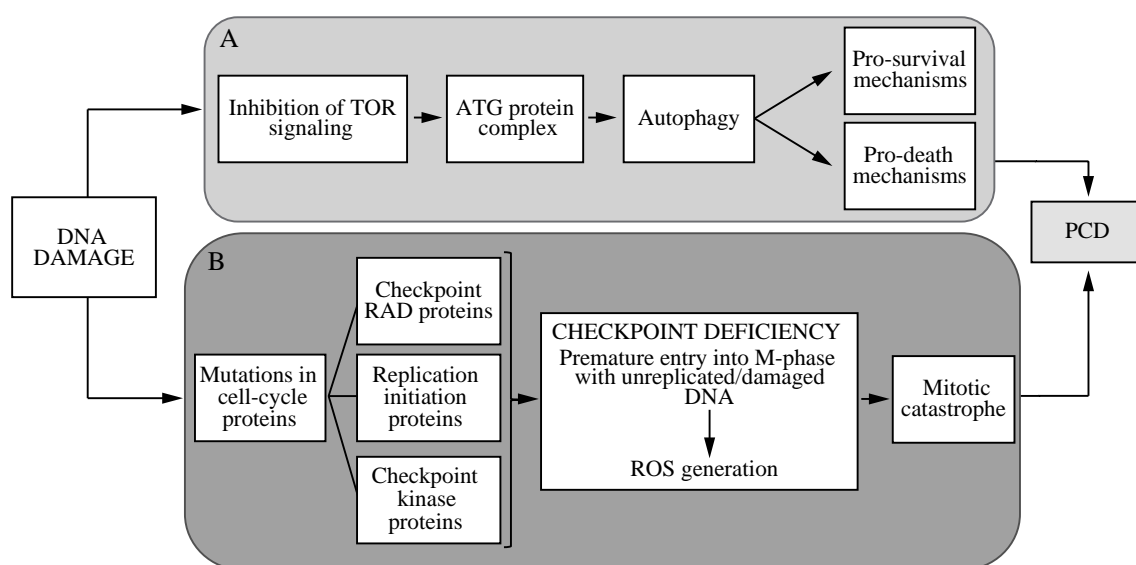 A
Inhibition of TOR
signaling
ATG protein
complex
Autophagy
Pro-survival
mechanisms
Pro-death
mechanisms
DNA
DAMAGE
PCD
B
Mutations in
cell-cycle
proteins
Checkpoint
RAD proteins
Replication
initiation
proteins
Checkpoint
kinase
proteins
CHECKPOINT DEFICIENCY
Premature entry into M-phase
with unreplicated/damaged
DNA
ROS generation
Mitotic
catastrophe